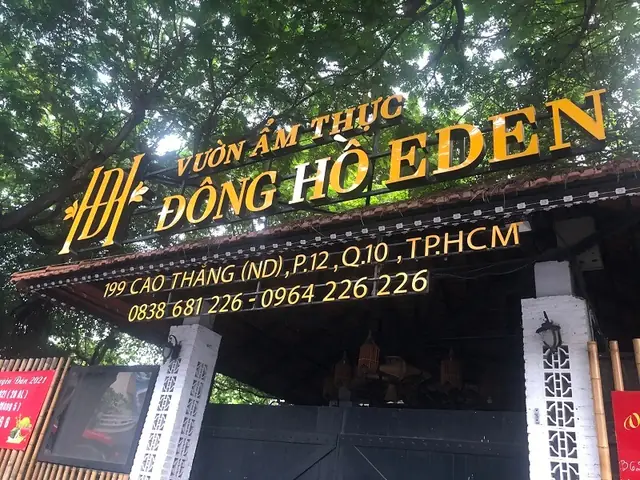 VƯỜN ẨM THỰC
ĐÔNG HỒ EDEN
199 CAO THẮNG (ND), P.12, Q.10, TP.HCM
0838 681 226 - 0964 226 226
2021